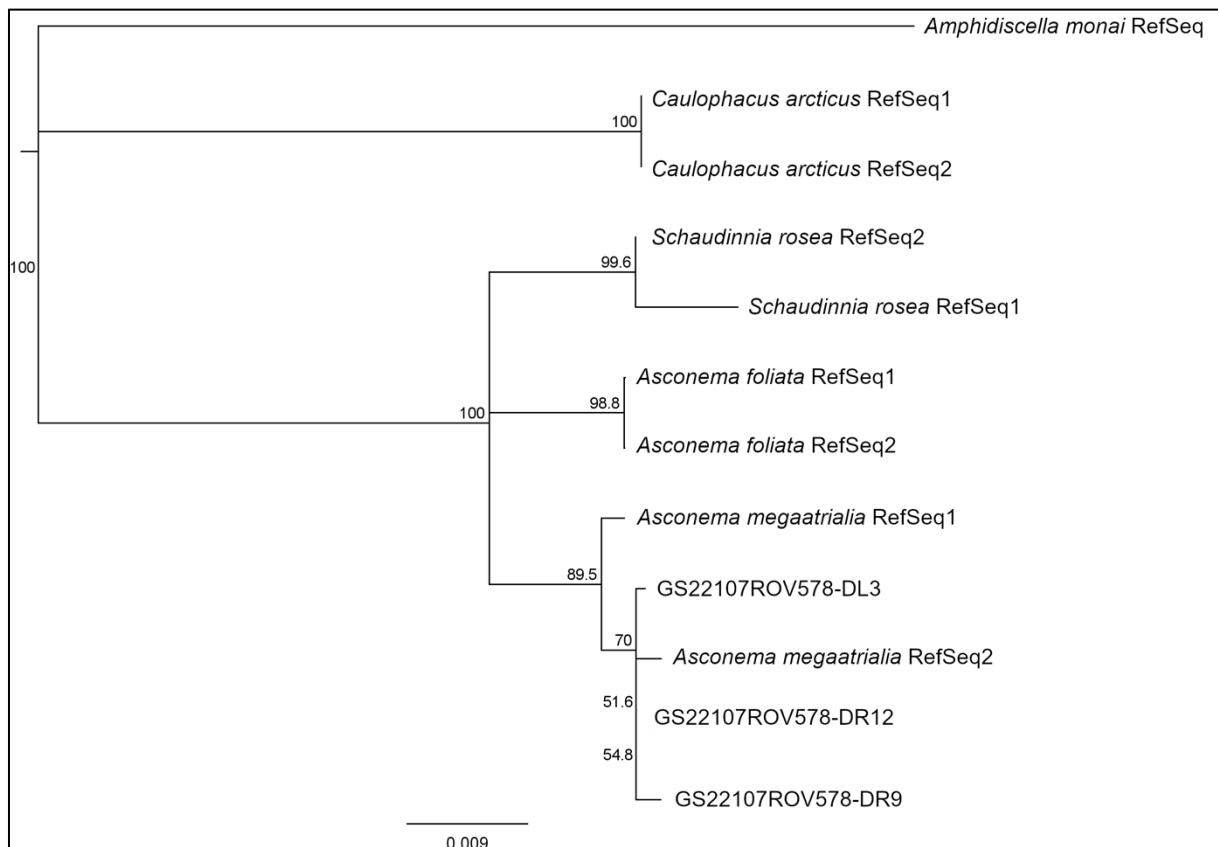 Amphidiscella monai RefSeq
Caulophacus arcticus RefSeq1
100
Caulophacus arcticus RefSeq2
Schaudinnia rosea RefSeq2
99.6
100
Schaudinnia rosea RefSeq1
Asconema foliata RefSeq1
98.8
100
Asconema foliata RefSeq2
Asconema megaatrialia RefSeq1
89.5
GS22107ROV578-DL3
70
Asconema megaatrialia RefSeq2
51.6
GS22107ROV578-DR12
54.8
GS22107ROV578-DR9
0.009